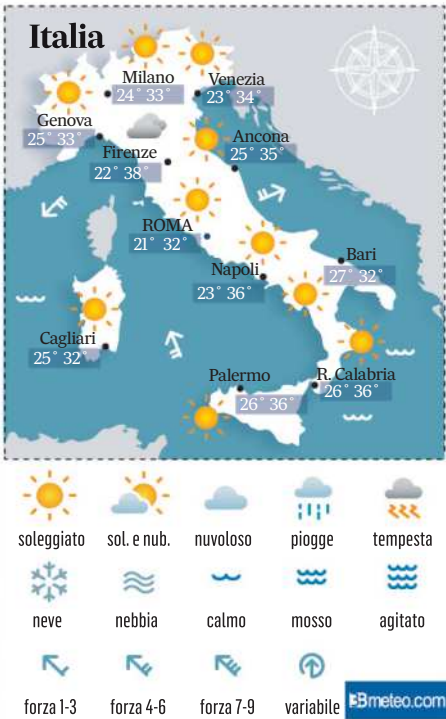 Italia
Milano
24° 33°
Venezia
23° 34°
Genova
25° 33°
Ancona
25° 35°
Firenze
22° 38°
ROMA
21° 32°
Bari
27° 32°
Napoli
23° 36°
Cagliari
25° 32°
Palermo
26° 36°
R. Calabria
26° 36°
soleggiato sol. e nub. nuvoloso piogge tempesta
neve nebbia calmo mosso agitato
forza 1-3 forza 4-6 forza 7-9 variabile
3Bmeteo.com